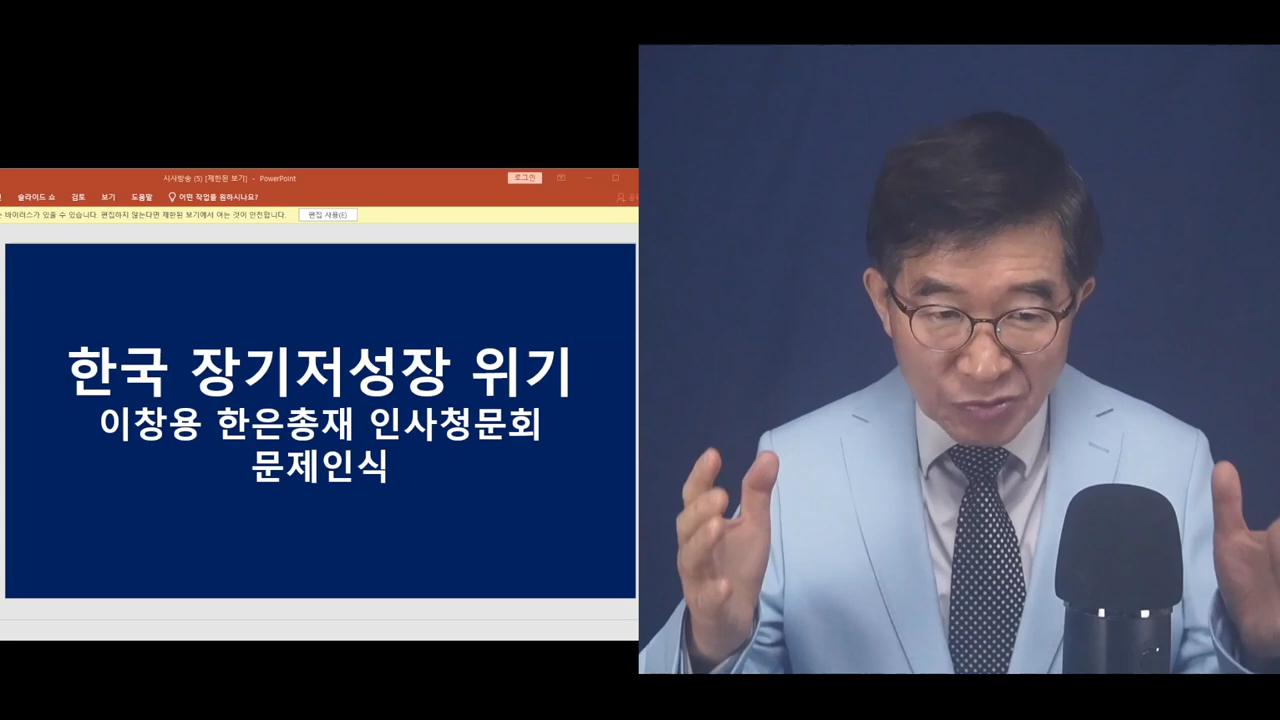 시사방송 (5) [제한된 보기] - PowerPoint
로그인
슬라이드 쇼 검토 보기 도움말 어떤 작업을 원하시나요?
바이러스가 있을 수 있습니다. 편집하지 않는다면 제한된 보기에서 여는 것이 안전합니다. 편집 사용(E)
한국 장기저성장 위기
이창용 한은총재 인사청문회
문제인식